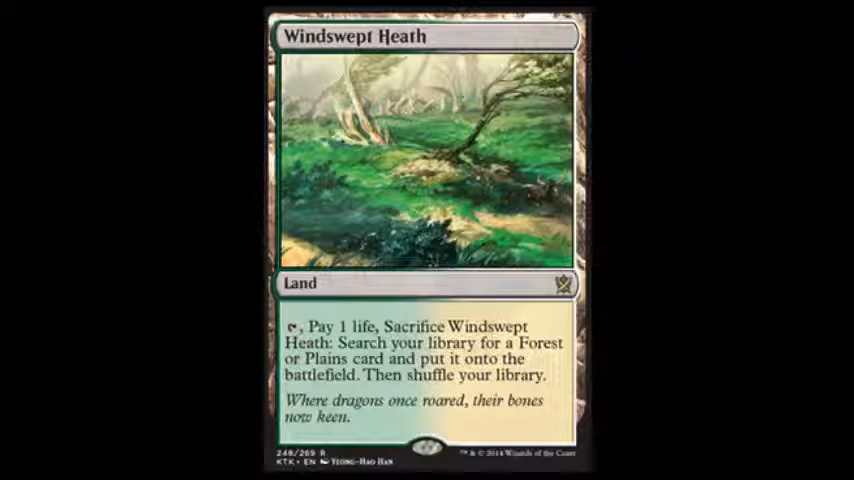 Windswept Heath
Land
, Pay 1 life, Sacrifice Windswept
Heath: Search your library for a Forest
or Plains card and put it onto the
battlefield. Then shuffle your library.
Where dragons once roared, their bones
now keen.
248/269 R
KTK • EN Yeong-Hao Han
™ & © 2014 Wizards of the Coast